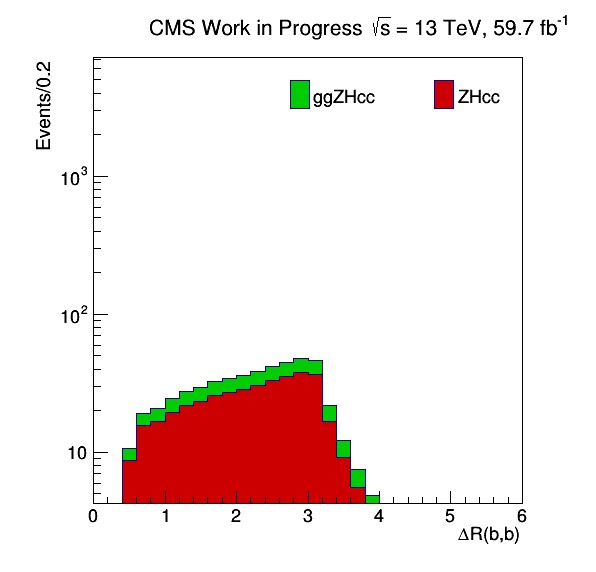 CMS Work in Progress √s = 13 TeV, 59.7 fb⁻¹
Events/0.2
ggZHcc ZHcc
10³
10²
10
0 1 2 3 4 5 6
ΔR(b,b)